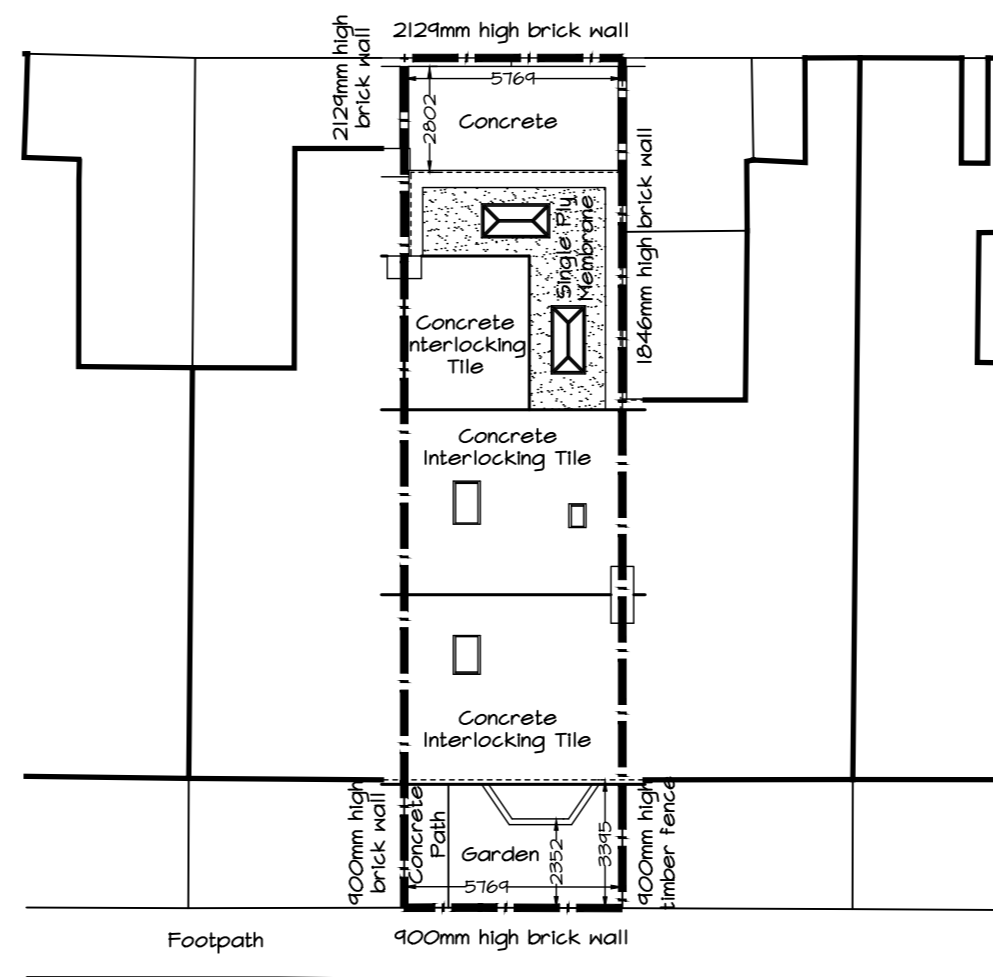 2129mm high brick wall
2129mm high
brick wall
5769
2802
Concrete
1846mm high brick wall
Single Ply
Membrane
Concrete
nterlocking
Tile
Concrete
Interlocking Tile
Concrete
Interlocking Tile
900mm high
brick wall
Concrete
Path
Garden
2352
3395
5769
900mm high
timber fence
Footpath
900mm high brick wall